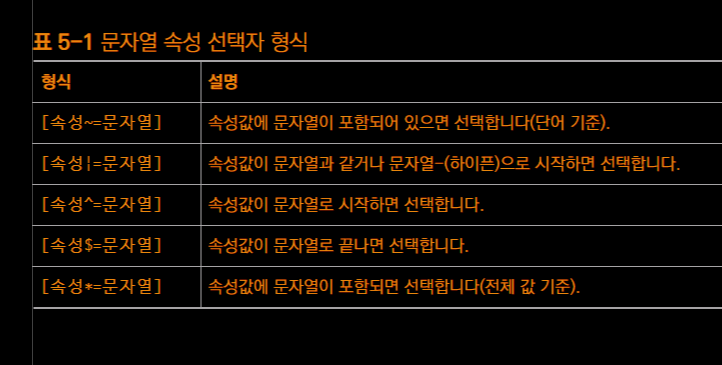 표 5-1 문자열 속성 선택자 형식
형식 설명
[속성~=문자열] 속성값에 문자열이 포함되어 있으면 선택합니다(단어 기준).
[속성|=문자열] 속성값이 문자열과 같거나 문자열-(하이픈)으로 시작하면 선택합니다.
[속성^=문자열] 속성값이 문자열로 시작하면 선택합니다.
[속성$=문자열] 속성값이 문자열로 끝나면 선택합니다.
[속성*=문자열] 속성값에 문자열이 포함되면 선택합니다(전체 값 기준).